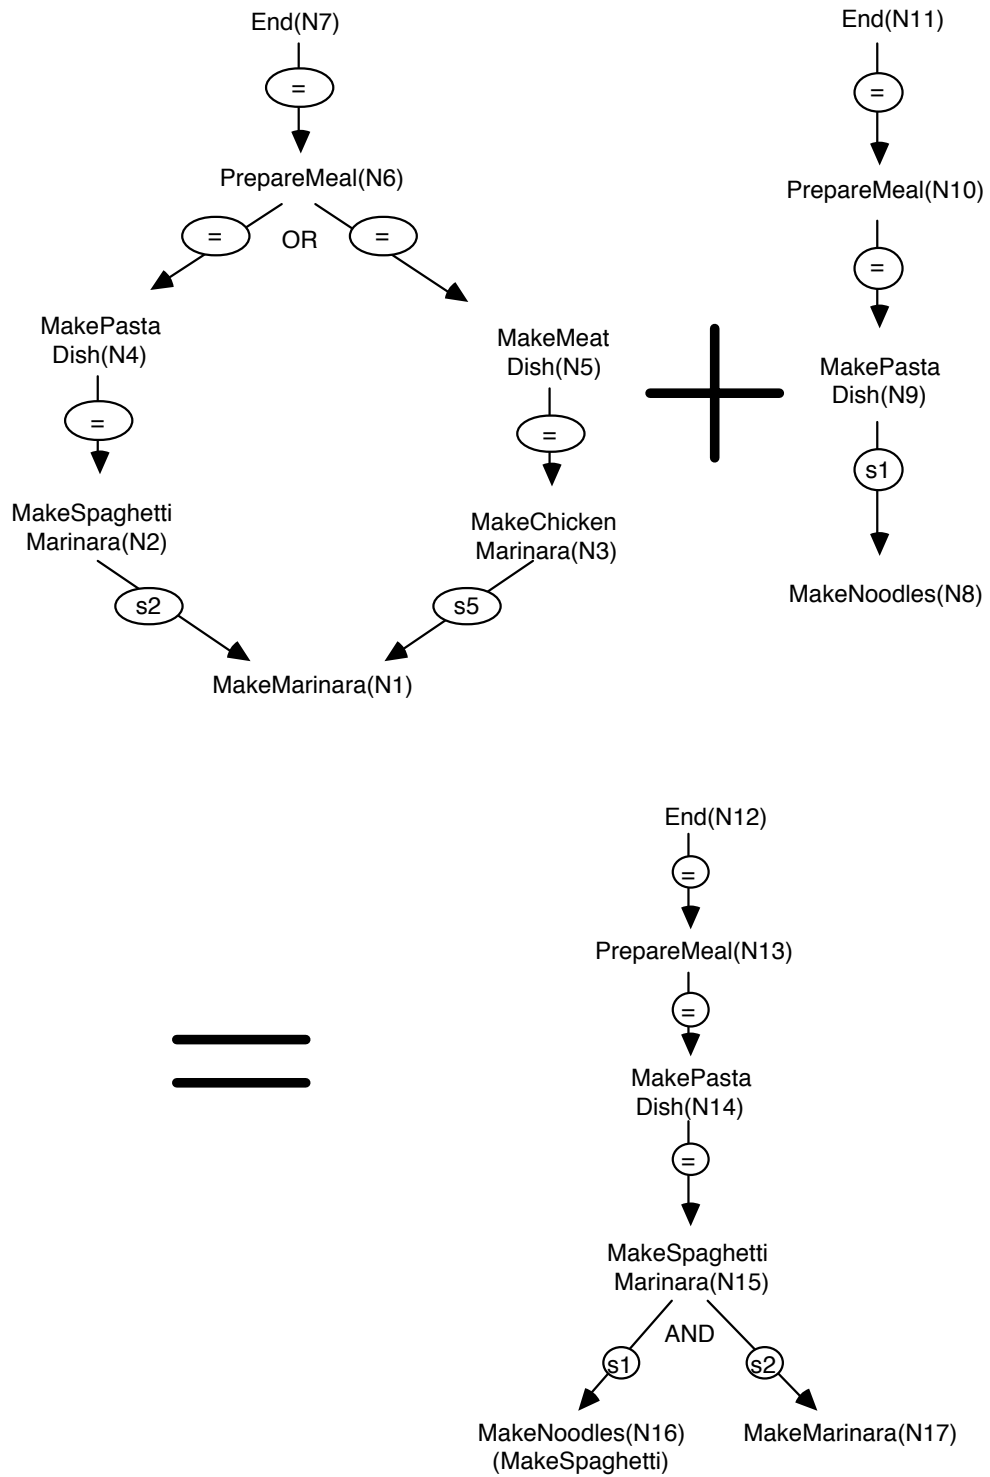 End(N7)
=
PrepareMeal(N6)
=
OR
=
MakePasta
Dish(N4)
=
MakeMeat
Dish(N5)
=
MakeSpaghetti
Marinara(N2)
s2
MakeChicken
Marinara(N3)
s5
MakeMarinara(N1)
End(N11)
=
PrepareMeal(N10)
=
MakePasta
Dish(N9)
s1
MakeNoodles(N8)
End(N12)
=
PrepareMeal(N13)
=
MakePasta
Dish(N14)
=
MakeSpaghetti
Marinara(N15)
AND
s1
s2
MakeNoodles(N16)
(MakeSpaghetti)
MakeMarinara(N17)